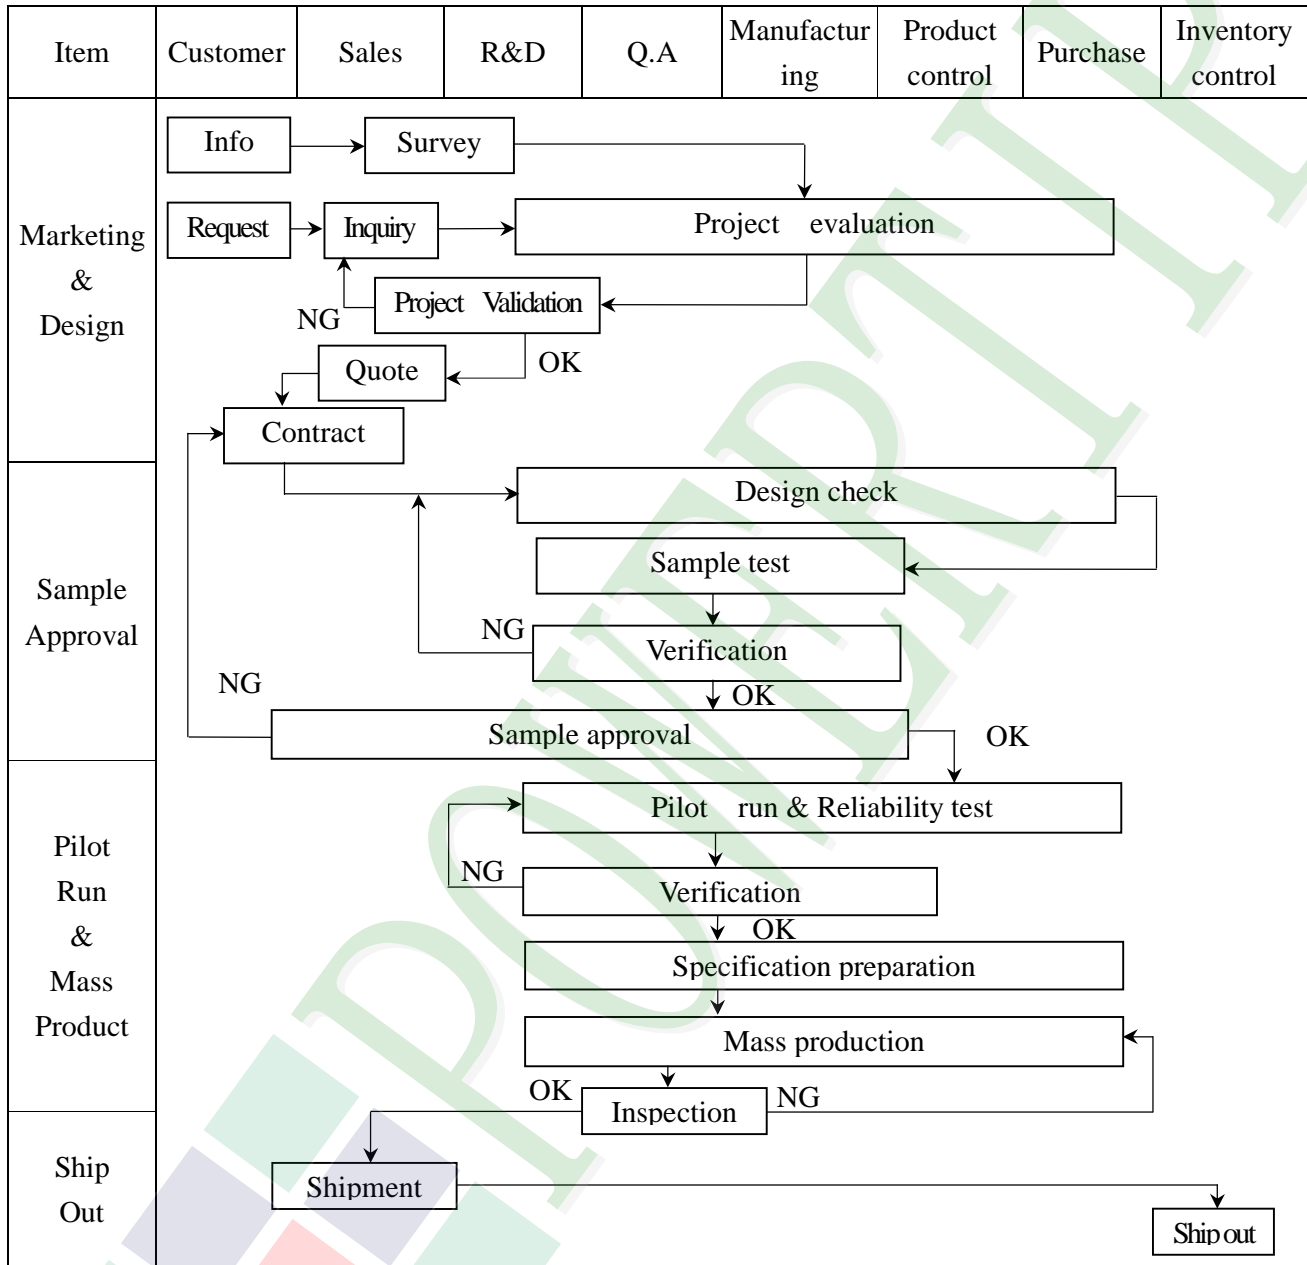 Item Customer Sales R&D Q.A Manufactur Product Purchase Inventory
ing control control
Info Survey
Marketing
&
Design
Request Inquiry Project evaluation
Project Validation
NG
OK
Quote
Contract
Sample
Approval
Design check
Sample test
NG
Verification
NG
OK
Sample approval
OK
Pilot
Run
&
Mass
Product
Pilot run & Reliability test
NG
Verification
OK
Specification preparation
Mass production
OK
Inspection
NG
Ship
Out
Shipment
Ship out
POWERTIP